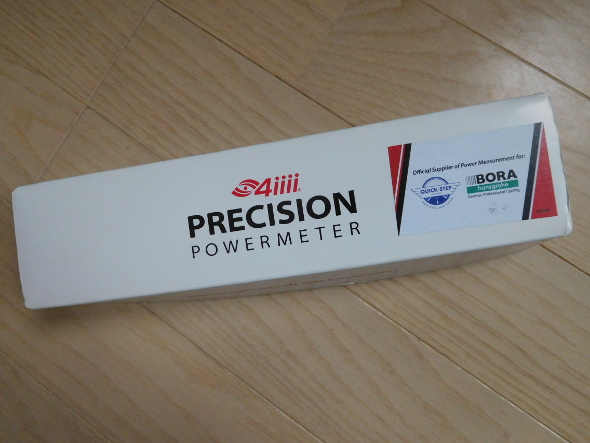 4iiii
PRECISION
POWERMETER
Official Supplier of Power Measurement for:
QUICK-STEP
BORA
hansgrohe
German Professional Cycling